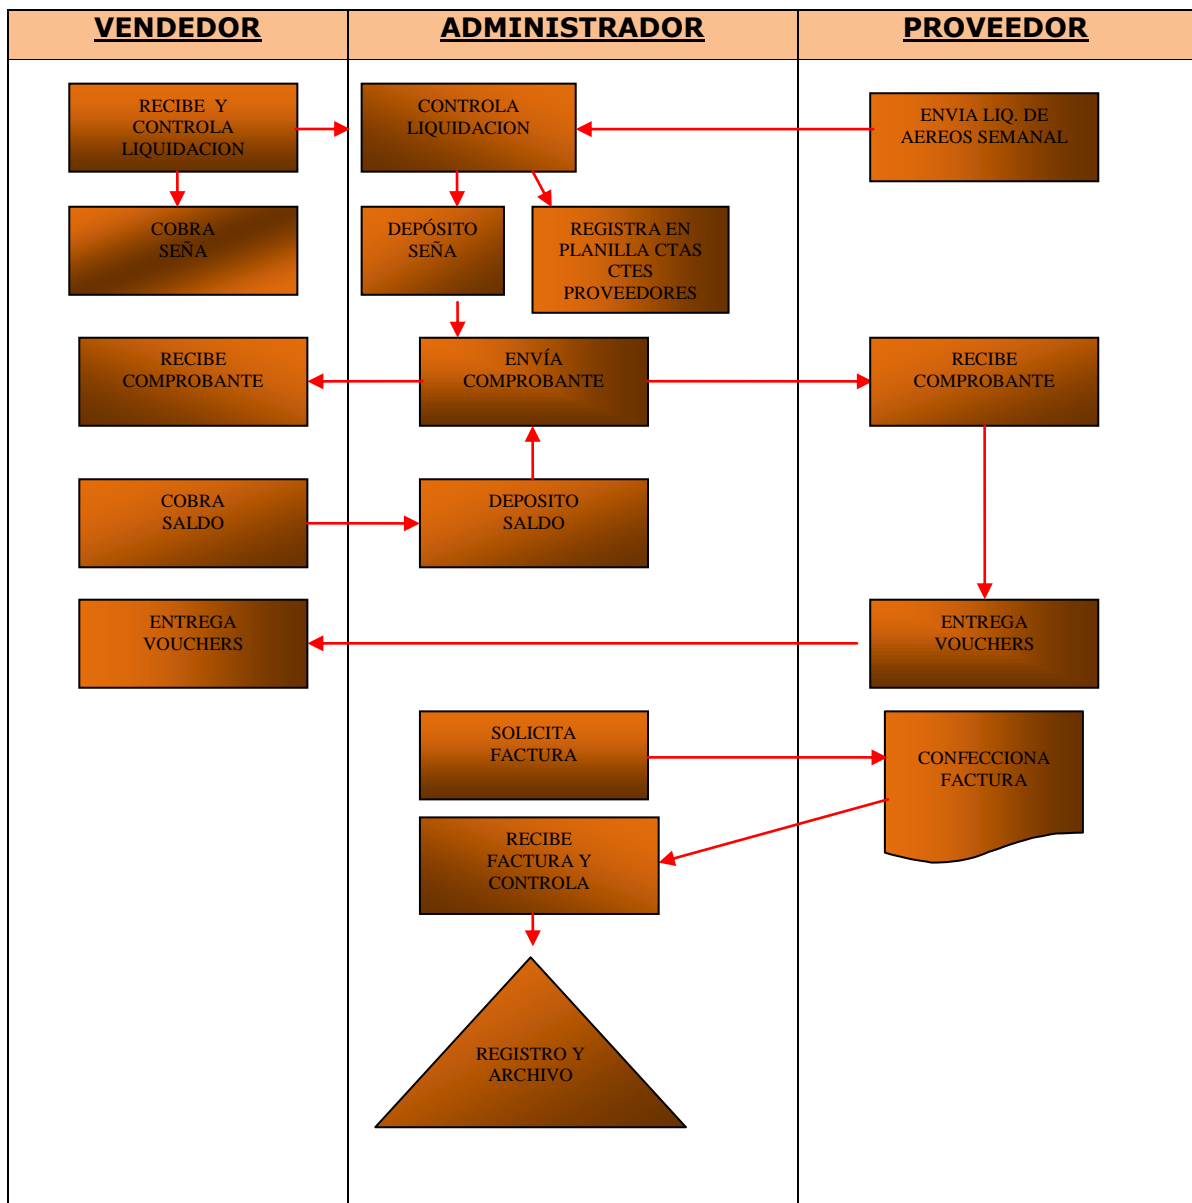 VENDEDOR
ADMINISTRADOR
PROVEEDOR
RECIBE Y
CONTROLA
LIQUIDACION
CONTROLA
LIQUIDACION
ENVIA LIQ. DE
AEREOS SEMANAL
COBRA
SEÑA
DEPÓSITO
SEÑA
REGISTRA EN
PLANILLA CTAS
CTES
PROVEEDORES
RECIBE
COMPROBANTE
ENVÍA
COMPROBANTE
RECIBE
COMPROBANTE
COBRA
SALDO
DEPOSITO
SALDO
ENTREGA
VOUCHERS
ENTREGA
VOUCHERS
SOLICITA
FACTURA
CONFECCIONA
FACTURA
RECIBE
FACTURA Y
CONTROLA
REGISTRO Y
ARCHIVO